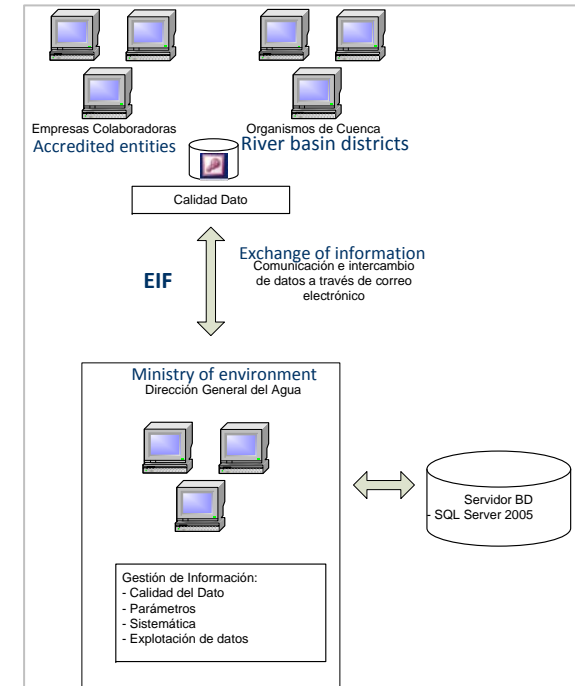 Empresas Colaboradoras
Accredited entities
Organismos de Cuenca
River basin districts
Calidad Dato
EIF
Exchange of information
Comunicación e intercambio
de datos a través de correo
electrónico
Ministry of environment
Dirección General del Agua
Servidor BD
- SQL Server 2005
Gestión de Información:
- Calidad del Dato
- Parámetros
- Sistemática
- Explotación de datos